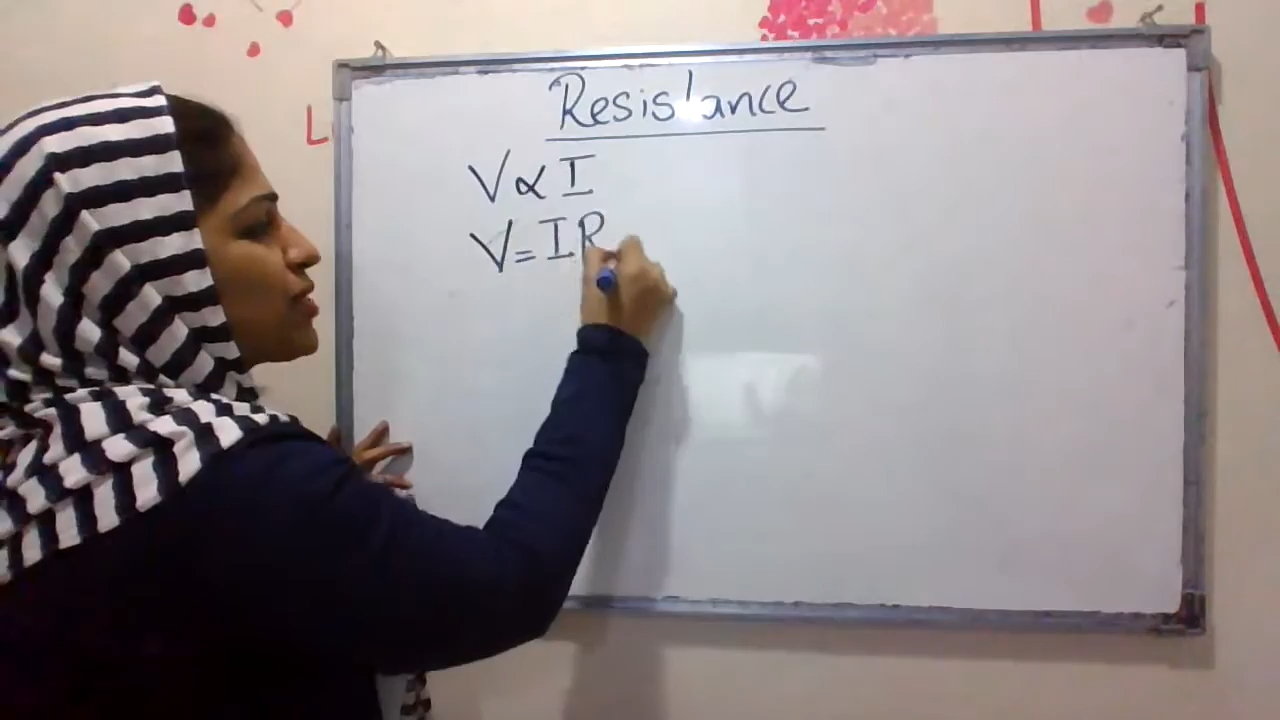 Resistance
V ∝ I
V = IR
L